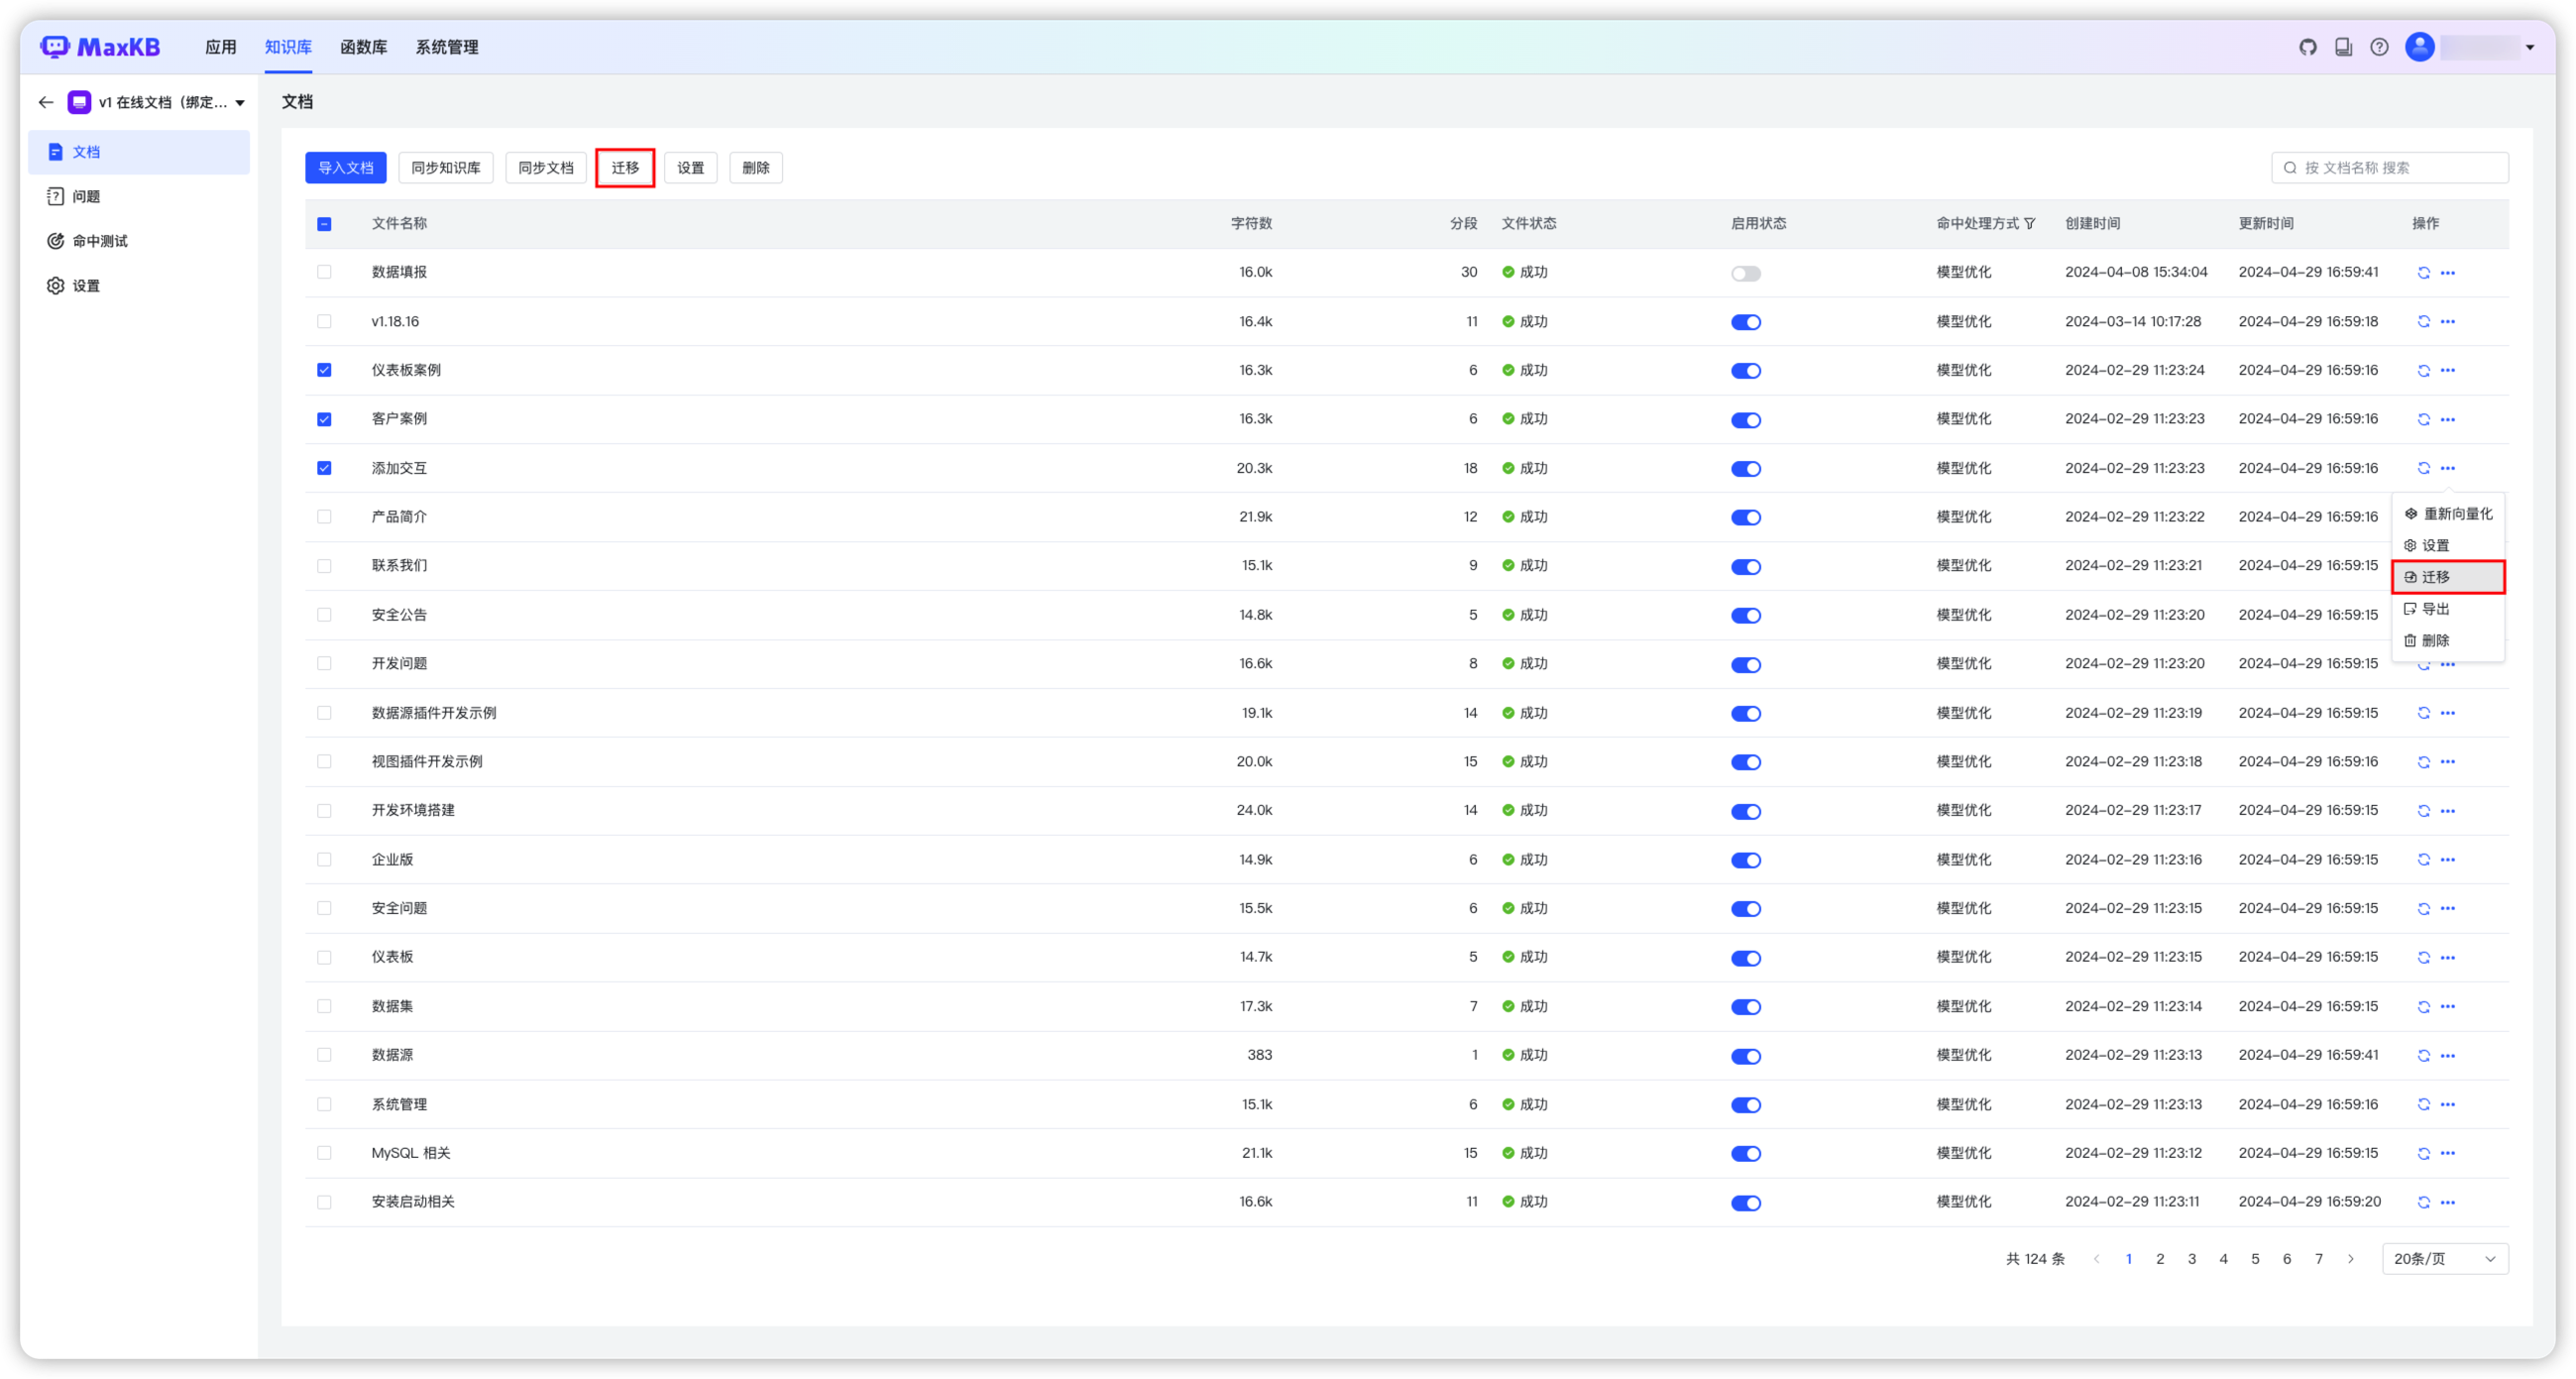 MaxKB 应用 知识库 函数库 系统管理
v1 在线文档（绑定... 文档
文档
问题
命中测试
设置
导入文档 同步知识库 同步文档 迁移 设置 删除 按 文档名称 搜索
文件名称 字符数 分段 文件状态 启用状态 命中处理方式 创建时间 更新时间 操作
数据填报 16.0k 30 成功 模型优化 2024-04-08 15:34:04 2024-04-29 16:59:41
v1.18.16 16.4k 11 成功 模型优化 2024-03-14 10:17:28 2024-04-29 16:59:18
仪表板案例 16.3k 6 成功 模型优化 2024-02-29 11:23:24 2024-04-29 16:59:16
客户案例 16.3k 6 成功 模型优化 2024-02-29 11:23:23 2024-04-29 16:59:16
添加交互 20.3k 18 成功 模型优化 2024-02-29 11:23:23 2024-04-29 16:59:16
产品简介 21.9k 12 成功 模型优化 2024-02-29 11:23:22 2024-04-29 16:59:16
联系我们 15.1k 9 成功 模型优化 2024-02-29 11:23:21 2024-04-29 16:59:15
安全公告 14.8k 5 成功 模型优化 2024-02-29 11:23:20 2024-04-29 16:59:15
开发问题 16.6k 8 成功 模型优化 2024-02-29 11:23:20 2024-04-29 16:59:15
重新向量化
设置
迁移
导出
删除
数据源插件开发示例 19.1k 14 成功 模型优化 2024-02-29 11:23:19 2024-04-29 16:59:15
视图插件开发示例 20.0k 15 成功 模型优化 2024-02-29 11:23:18 2024-04-29 16:59:16
开发环境搭建 24.0k 14 成功 模型优化 2024-02-29 11:23:17 2024-04-29 16:59:15
企业版 14.9k 6 成功 模型优化 2024-02-29 11:23:16 2024-04-29 16:59:15
安全问题 15.5k 6 成功 模型优化 2024-02-29 11:23:15 2024-04-29 16:59:15
仪表板 14.7k 5 成功 模型优化 2024-02-29 11:23:15 2024-04-29 16:59:15
数据集 17.3k 7 成功 模型优化 2024-02-29 11:23:14 2024-04-29 16:59:15
数据源 383 1 成功 模型优化 2024-02-29 11:23:13 2024-04-29 16:59:41
系统管理 15.1k 6 成功 模型优化 2024-02-29 11:23:13 2024-04-29 16:59:16
MySQL 相关 21.1k 15 成功 模型优化 2024-02-29 11:23:12 2024-04-29 16:59:15
安装启动相关 16.6k 11 成功 模型优化 2024-02-29 11:23:11 2024-04-29 16:59:20
共 124 条 1 2 3 4 5 6 7 20条/页